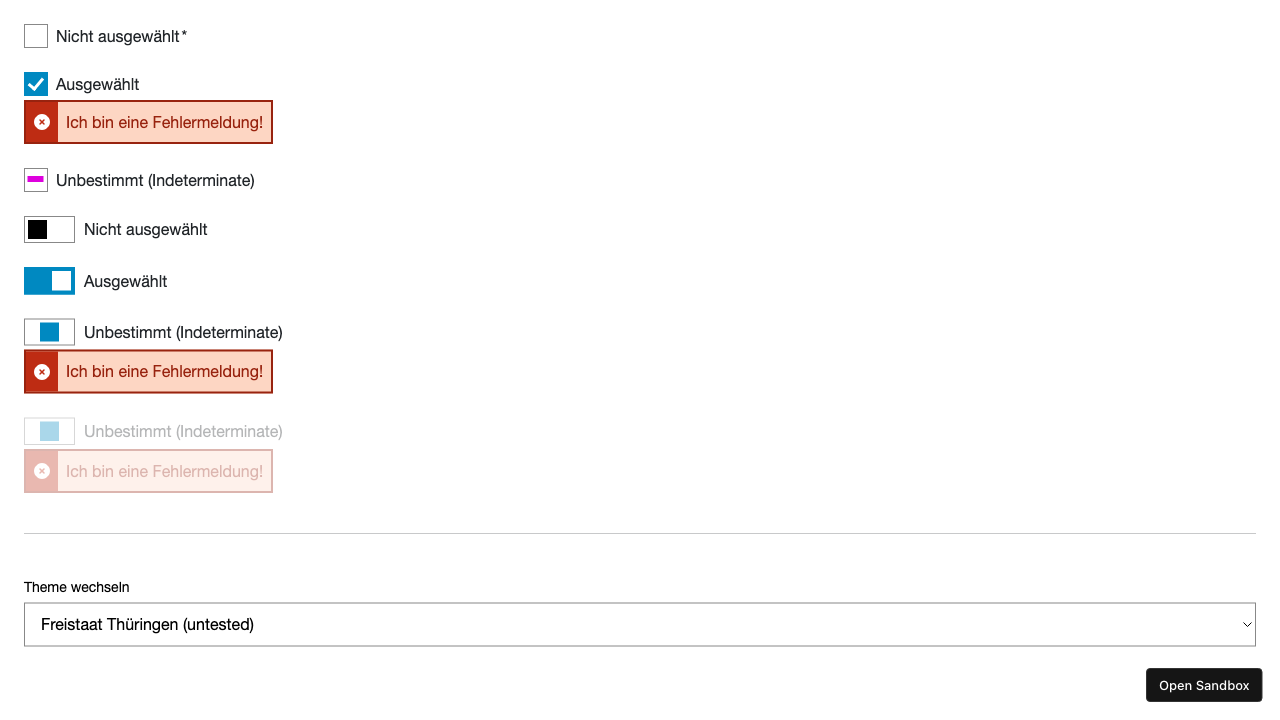 Nicht ausgewählt*
Ausgewählt
Ich bin eine Fehlermeldung!
Unbestimmt (Indeterminate)
Nicht ausgewählt
Ausgewählt
Unbestimmt (Indeterminate)
Ich bin eine Fehlermeldung!
Unbestimmt (Indeterminate)
Ich bin eine Fehlermeldung!
Theme wechseln
Freistaat Thüringen (untested)
Open Sandbox